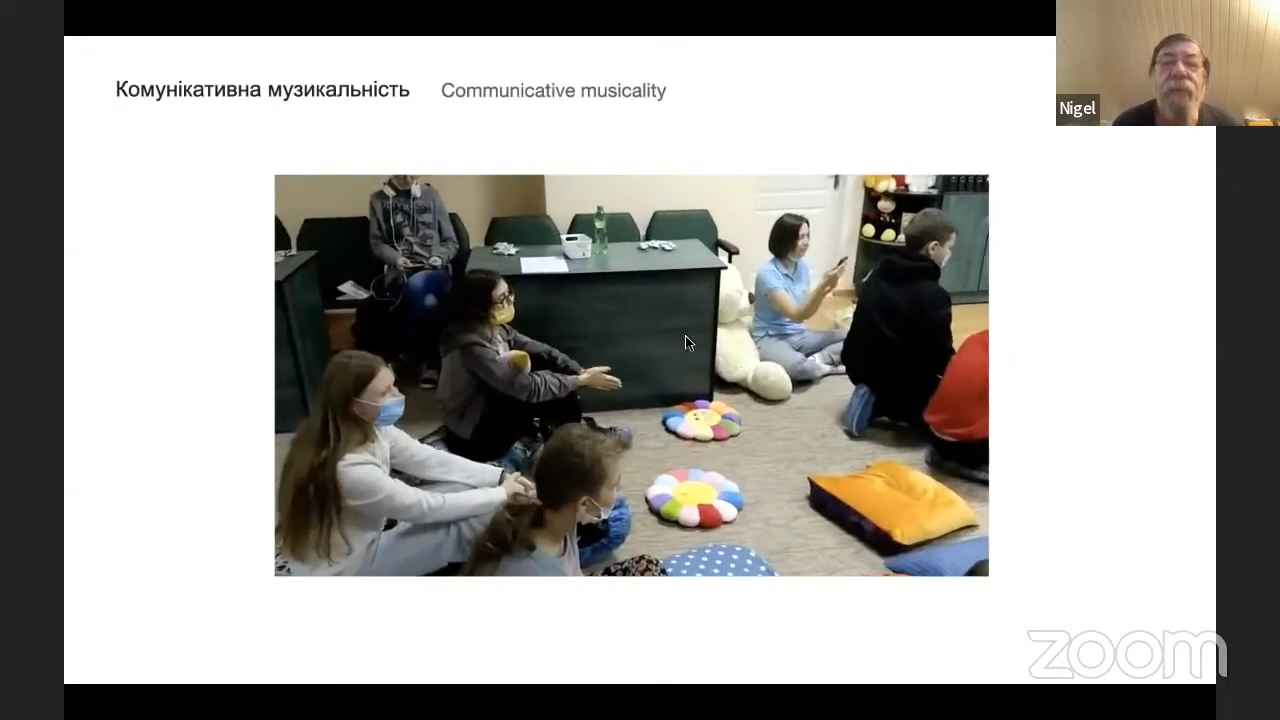 Комунікативна музикальність Communicative musicality
Nigel
zoom